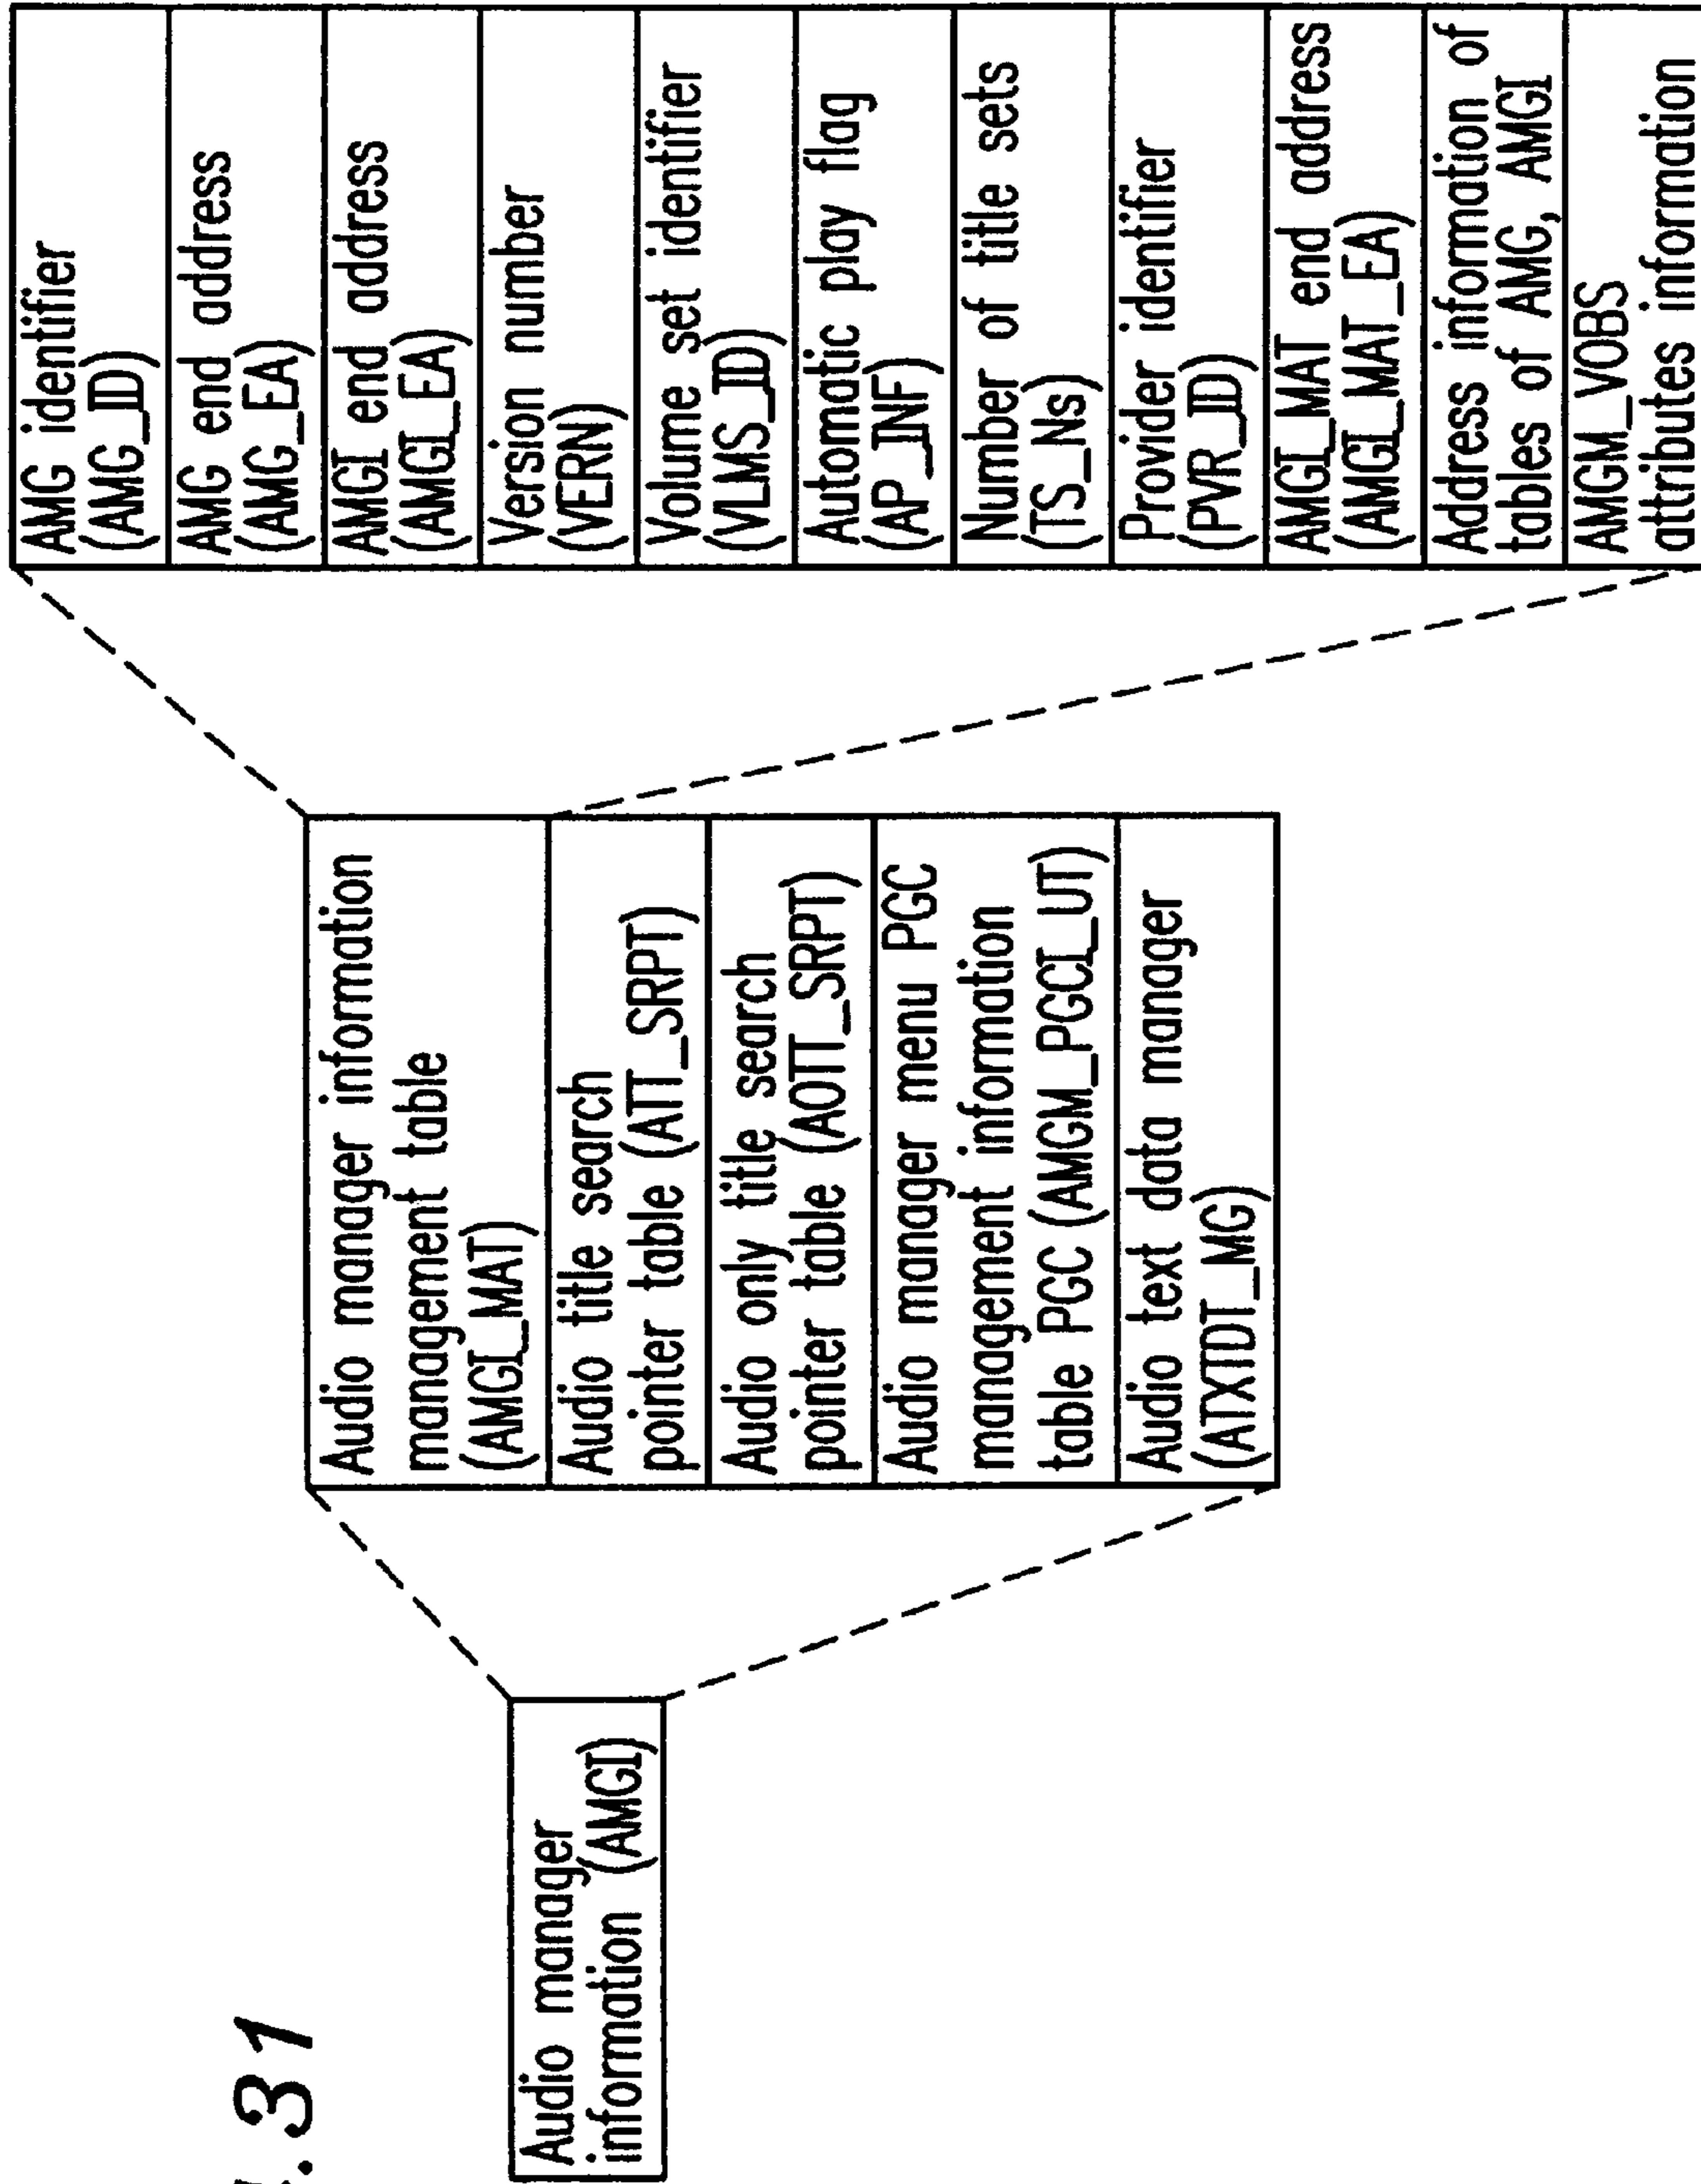 .31
Audio manager
information (AMGI)
Audio manager information
management table
(AMGI_MAT)
Audio title search
pointer table (ATT_SRPT)
Audio only title search
pointer table (AOTT_SRPT)
Audio manager menu PGC
management information
table PGC (AMGM_PGCI_UT)
Audio text data manager
(ATXTDT_MG)
AMG identifier
(AMG_ID)
AMG end address
(AMG_EA)
AMGI end address
(AMGI_EA)
Version number
(VERN)
Volume set identifier
(VLMS_ID)
Automatic play flag
(AP_INF)
Number of title sets
(TS_Ns)
Provider identifier
(PVR_ID)
AMGI_MAT end address
(AMGI_MAT_EA)
Address information of
tables of AMG, AMGI
AMGM_VOBS
attributes information